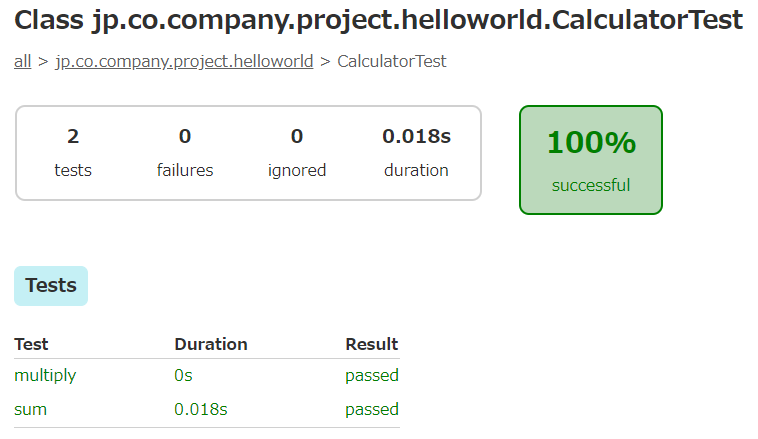 Class jp.co.company.project.helloworld.CalculatorTest
all > jp.co.company.project.helloworld > CalculatorTest
2 0 0 0.018s
tests failures ignored duration
100%
successful
Tests
Test Duration Result
multiply 0s passed
sum 0.018s passed